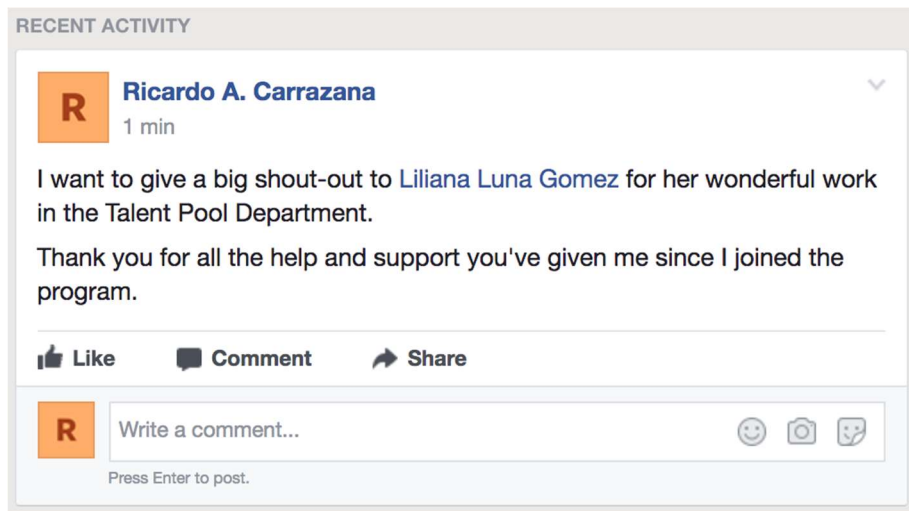 RECENT ACTIVITY
R
Ricardo A. Carrazana
1 min
I want to give a big shout-out to Liliana Luna Gomez for her wonderful work
in the Talent Pool Department.
Thank you for all the help and support you've given me since I joined the
program.
Like Comment Share
R
Write a comment...
Press Enter to post.